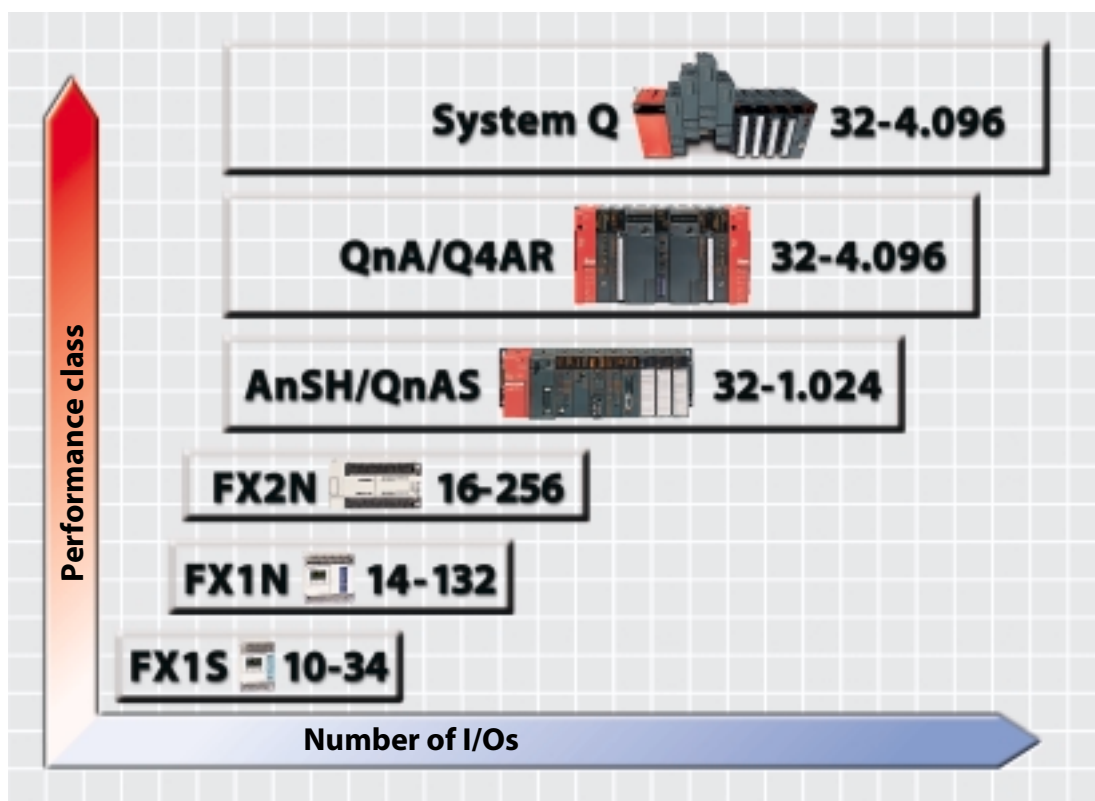 System Q 32-4.096
QnA/Q4AR 32-4.096
AnSH/QnAS 32-1.024
FX2N 16-256
FX1N 14-132
FX1S 10-34
Performance class
Number of I/Os